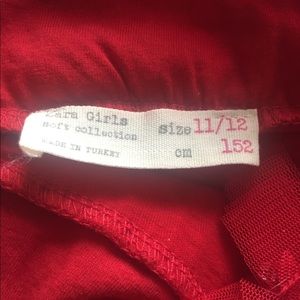 Zara Girls
soft collection
MADE IN TURKEY
size 11/12
cm 152